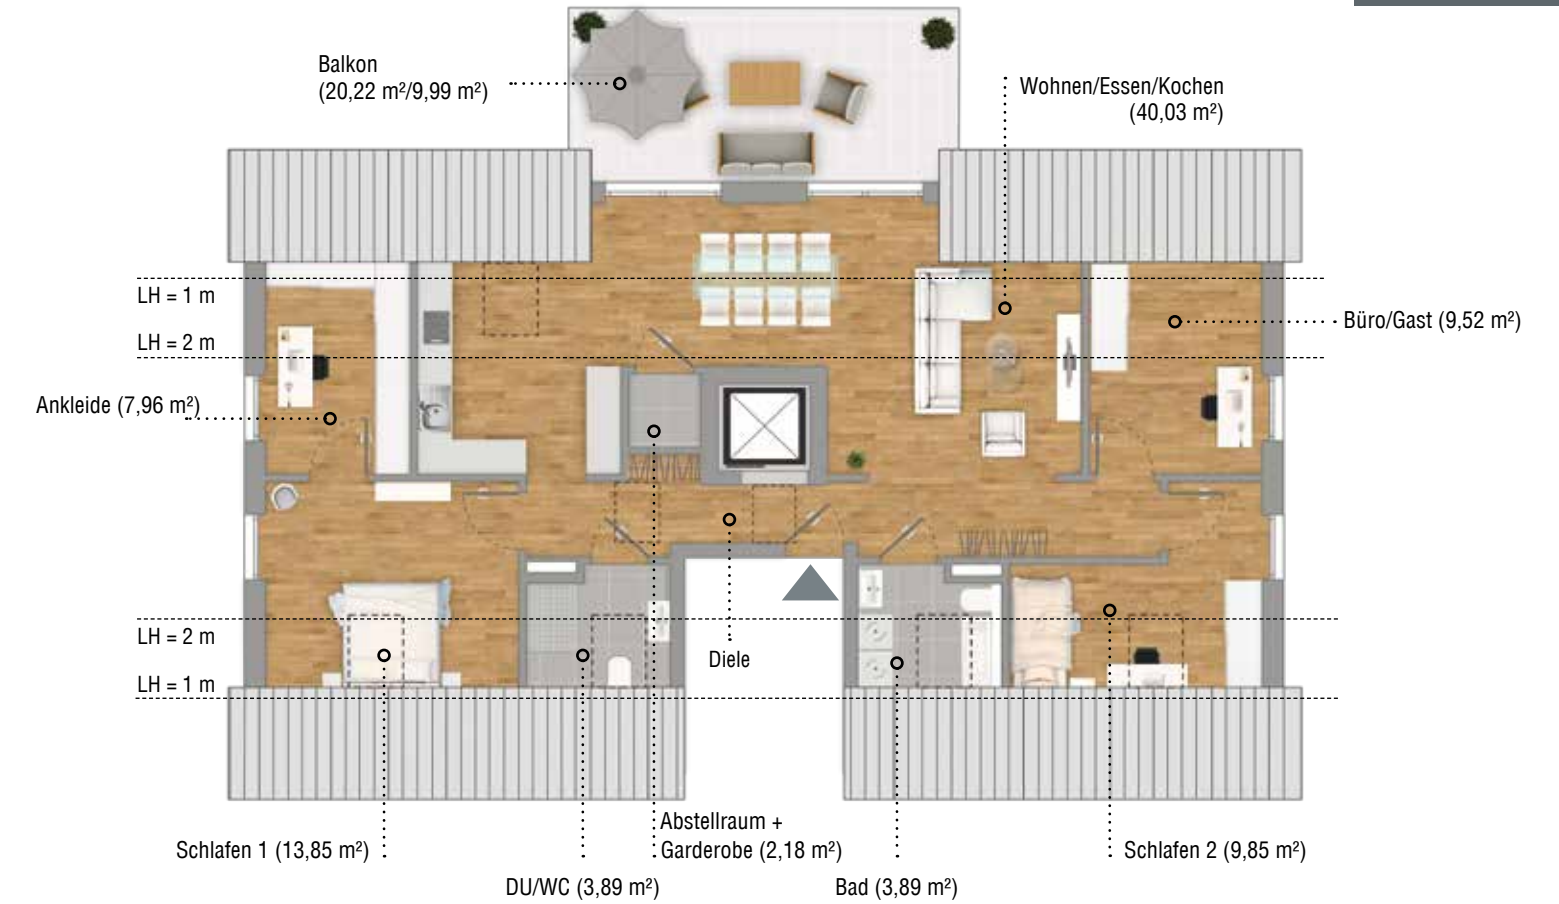 Balkon
(20,22 m²/9,99 m²)
Wohnen/Essen/Kochen
(40,03 m²)
LH = 1 m
LH = 2 m
Büro/Gast (9,52 m²)
Ankleide (7,96 m²)
LH = 2 m
Diele
LH = 1 m
Abstellraum +
Garderobe (2,18 m²)
Schlafen 1 (13,85 m²)
Schlafen 2 (9,85 m²)
DU/WC (3,89 m²)
Bad (3,89 m²)